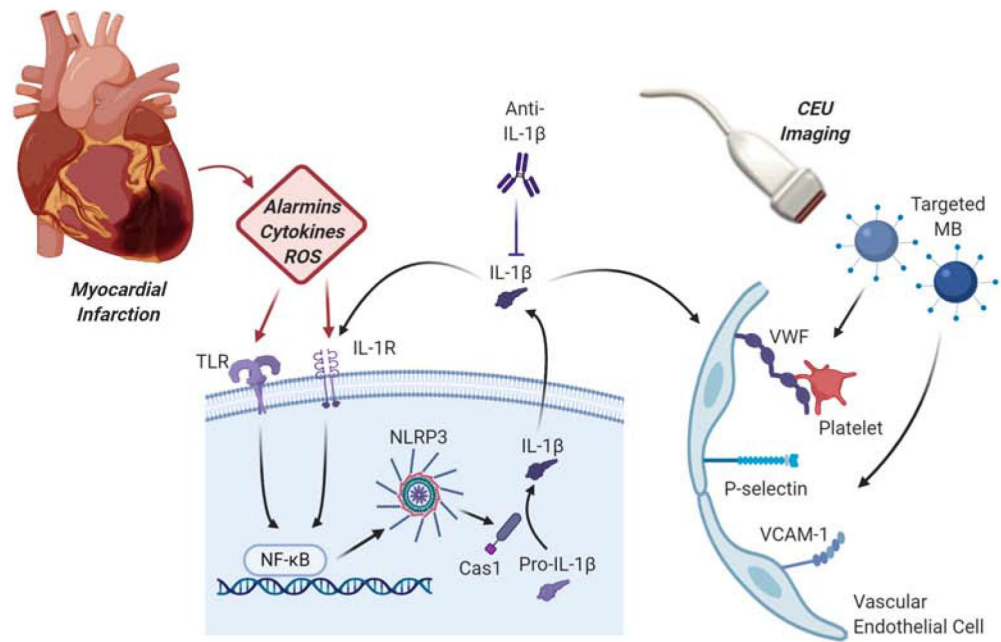 Myocardial
Infarction
Alarmins
Cytokines
ROS
Anti-
IL-1β
IL-1β
CEU
Imaging
Targeted
MB
TLR
IL-1R
NLRP3
NF-κB
Cas1
Pro-IL-1β
IL-1β
VWF
Platelet
P-selectin
VCAM-1
Vascular
Endothelial Cell